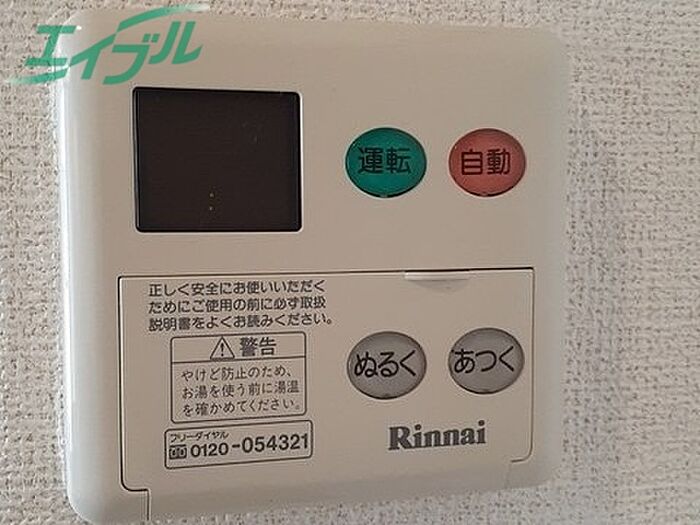 エイブル
運転
自動
正しく安全にお使いいただく
ためにご使用の前に必ず取扱
説明書をよくお読みください。
警告
やけど防止のため、
お湯を使う前に湯温
を確かめてください。
フリーダイヤル
0120-054321
ぬるく
あつく
Rinnai